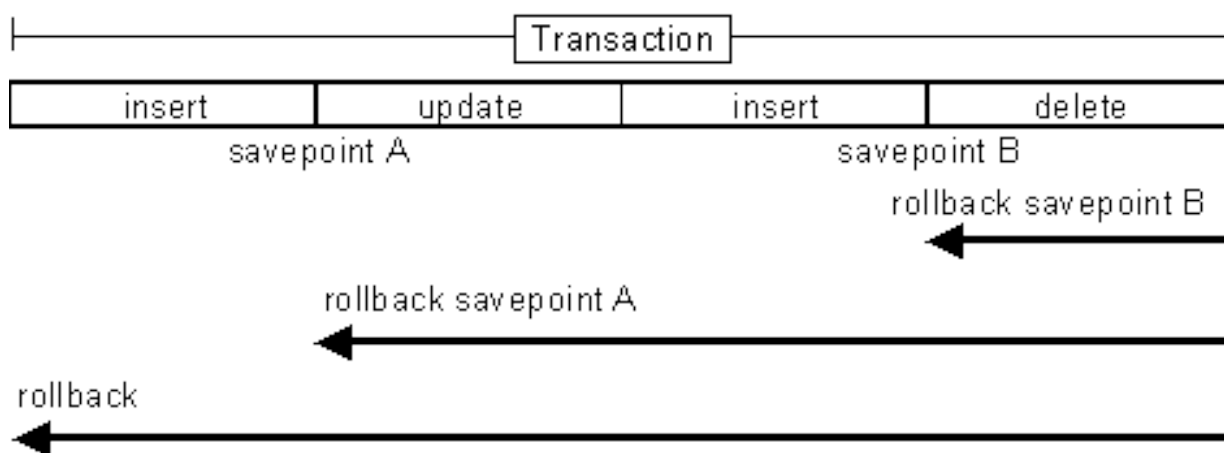 Transaction
insert update insert delete
savepoint A savepoint B
rollback savepoint B
rollback savepoint A
rollback